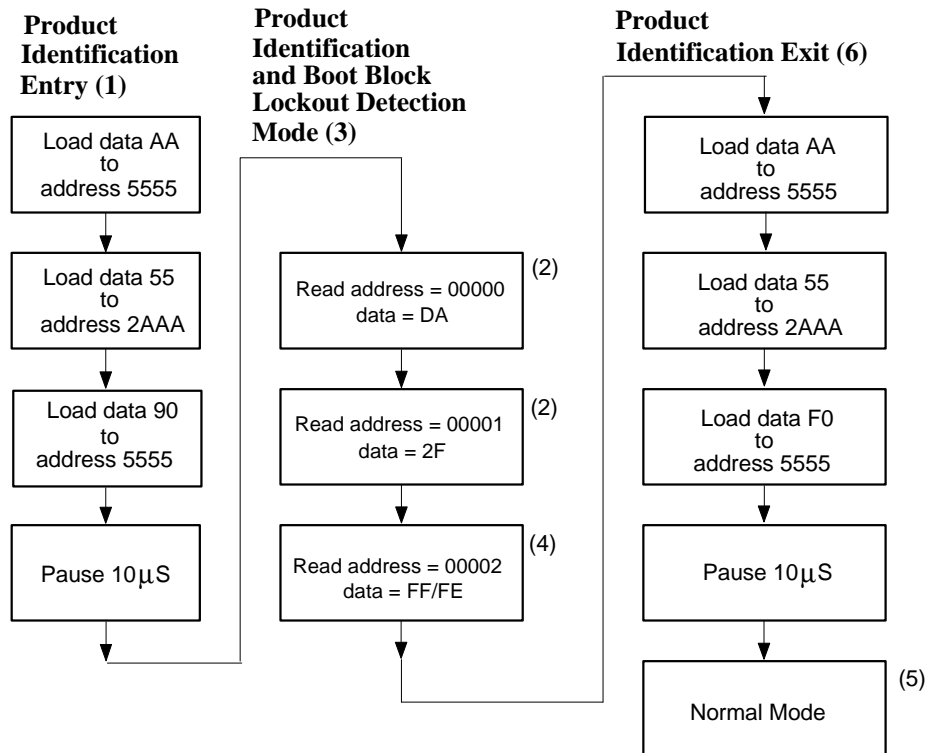 Product
Identification
Entry (1)
Load data AA
to
address 5555
Load data 55
to
address 2AAA
Load data 90
to
address 5555
Pause 10μS
Product
Identification
and Boot Block
Lockout Detection
Mode (3)
Read address = 00000
data = DA
(2)
Read address = 00001
data = 2F
(2)
Read address = 00002
data = FF/FE
(4)
Product
Identification Exit (6)
Load data AA
to
address 5555
Load data 55
to
address 2AAA
Load data F0
to
address 5555
Pause 10μS
Normal Mode
(5)